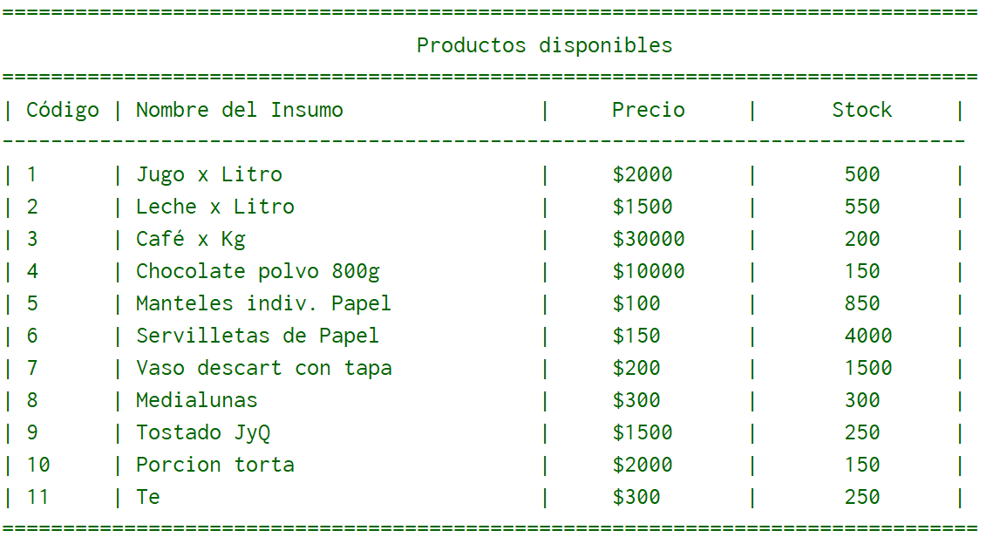 ================================================================================
Productos disponibles
================================================================================
| Código | Nombre del Insumo                |     Precio     |      Stock     |
-------------------------------------------------------------------------------
| 1      | Jugo x Litro                     |     $2000      |       500      |
| 2      | Leche x Litro                    |     $1500      |       550      |
| 3      | Café x Kg                        |     $30000     |       200      |
| 4      | Chocolate polvo 800g             |     $10000     |       150      |
| 5      | Manteles indiv. Papel            |     $100       |       850      |
| 6      | Servilletas de Papel             |     $150       |       4000     |
| 7      | Vaso descart con tapa            |     $200       |       1500     |
| 8      | Medialunas                       |     $300       |       300      |
| 9      | Tostado JyQ                      |     $1500      |       250      |
| 10     | Porcion torta                    |     $2000      |       150      |
| 11     | Te                               |     $300       |       250      |
================================================================================